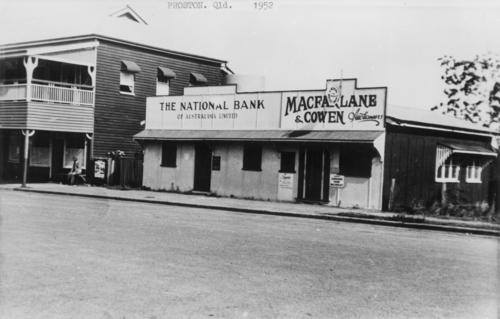 PROSTON. Qld. 1952
THE NATIONAL BANK
OF AUSTRALASIA LIMITED
MACFARLANE
& COWEN Auctioneers